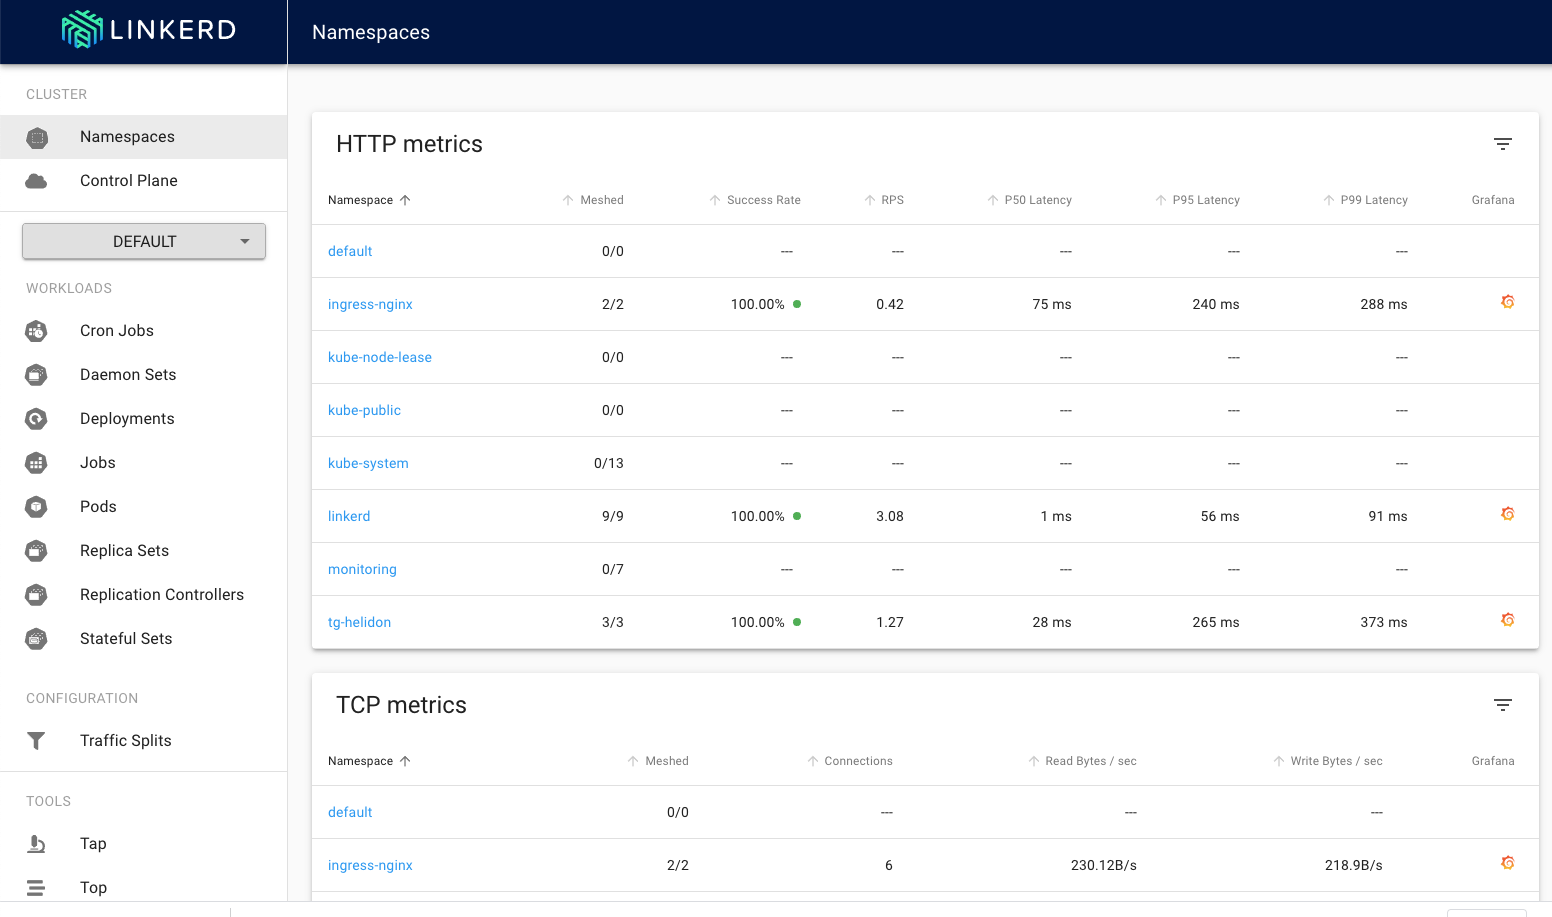 LINKERD
Namespaces
CLUSTER
Namespaces
Control Plane
DEFAULT
WORKLOADS
Cron Jobs
Daemon Sets
Deployments
Jobs
Pods
Replica Sets
Replication Controllers
Stateful Sets
CONFIGURATION
Traffic Splits
TOOLS
Tap
Top
HTTP metrics
Namespace Meshed Success Rate RPS P50 Latency P95 Latency P99 Latency Grafana
default 0/0 --- --- --- --- ---
ingress-nginx 2/2 100.00% 0.42 75 ms 240 ms 288 ms
kube-node-lease 0/0 --- --- --- --- ---
kube-public 0/0 --- --- --- --- ---
kube-system 0/13 --- --- --- --- ---
linkerd 9/9 100.00% 3.08 1 ms 56 ms 91 ms
monitoring 0/7 --- --- --- --- ---
tg-helidon 3/3 100.00% 1.27 28 ms 265 ms 373 ms
TCP metrics
Namespace Meshed Connections Read Bytes / sec Write Bytes / sec Grafana
default 0/0 --- --- ---
ingress-nginx 2/2 6 230.12B/s 218.9B/s